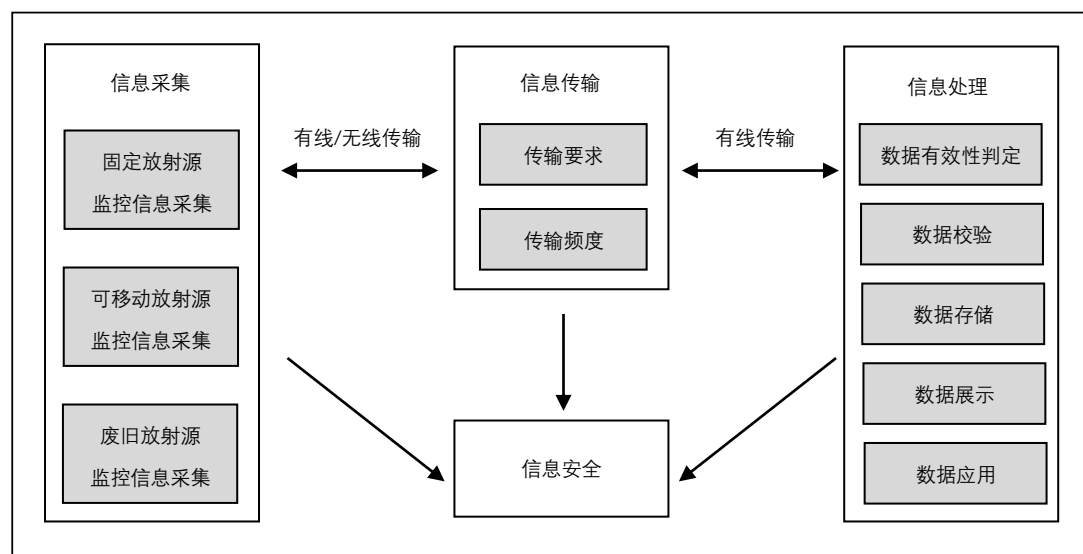 信息采集
固定放射源
监控信息采集
可移动放射源
监控信息采集
废旧放射源
监控信息采集
有线/无线传输
信息传输
传输要求
传输频度
有线传输
信息处理
数据有效性判定
数据校验
数据存储
数据展示
数据应用
信息安全